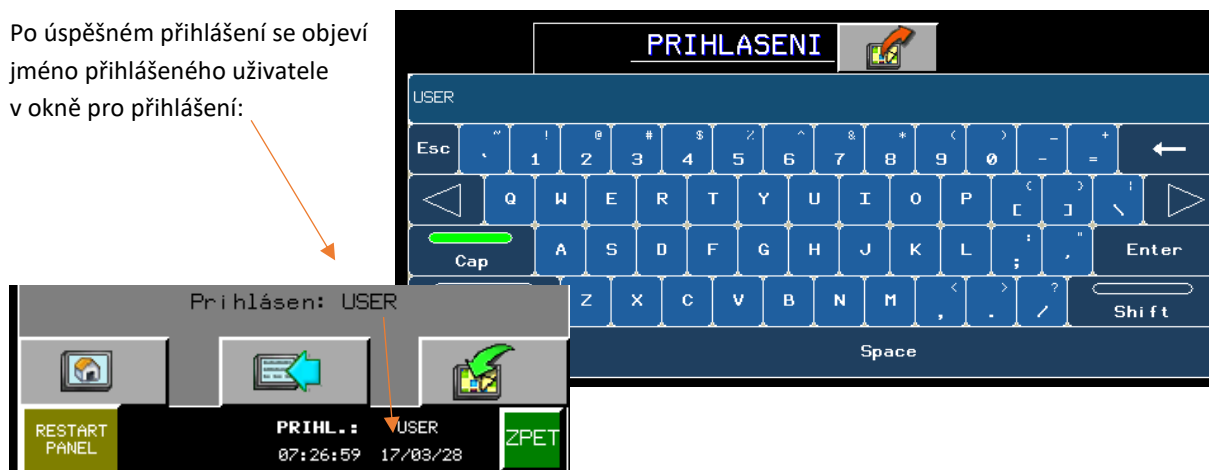 Po úspěšném přihlášení se objeví
jméno přihlášeného uživatele
v okně pro přihlášení:
PRIHLASENI
USER
Esc ~ ` ! 1 @ 2 # 3 $ 4 % 5 ^ 6 & 7 * 8 ( 9 ) 0 _ - + =
Q W E R T Y U I O P { [ } ] | \
Cap A S D F G H J K L : ; " ' Enter
Z X C V B N M < , > . ? / Shift
Space
Prihlásen: USER
RESTART
PANEL
PRIHL.: USER
07:26:59 17/03/28
ZPET